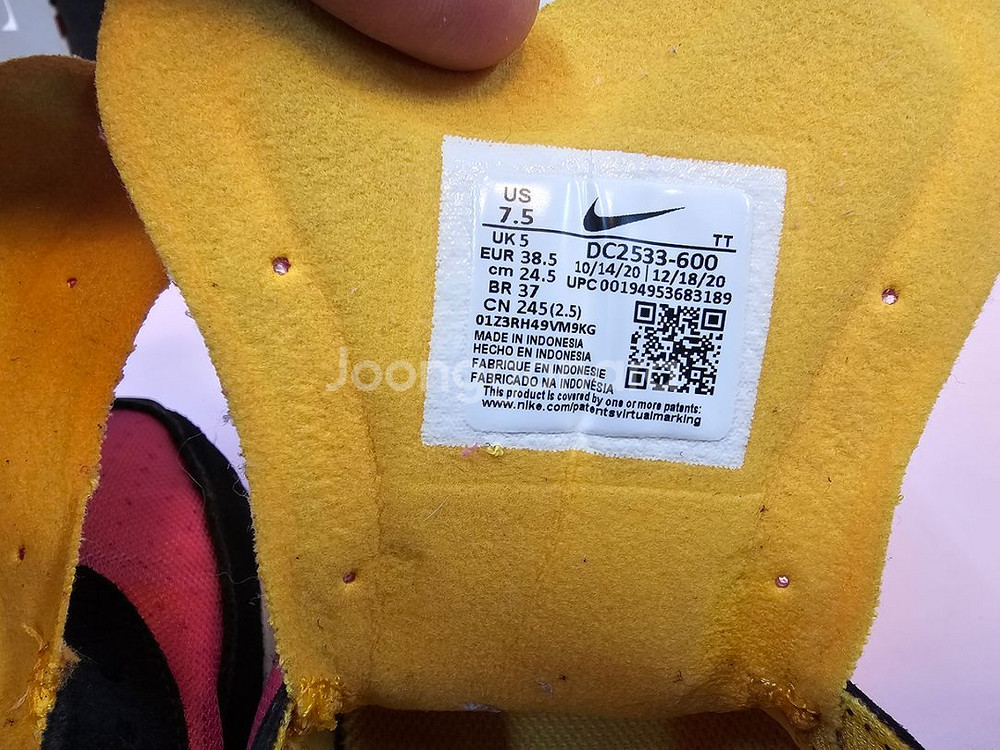 US
7.5
TT
UK 5
DC2533-600
EUR 38.5
10/14/20 | 12/18/20
cm 24.5
UPC 00194953683189
BR 37
CN 245(2.5)
01Z3RH49VM9KG
MADE IN INDONESIA
HECHO EN INDONESIA
FABRIQUE EN INDONESIE
FABRICADO NA INDONÉSIA
This product is covered by one or more patents:
www.nike.com/patentsvirtualmarking